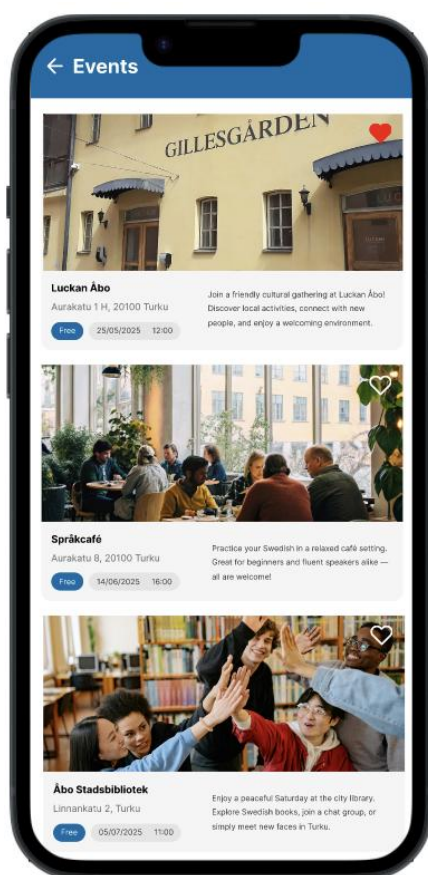 ← Events
GILLESGÅRDEN
Luckan Åbo
Aurakatu 1 H, 20100 Turku
Free 25/05/2025 12:00
Join a friendly cultural gathering at Luckan Åbo!
Discover local activities, connect with new
people, and enjoy a welcoming environment.
Språkcafé
Aurakatu 8, 20100 Turku
Free 14/06/2025 16:00
Practice your Swedish in a relaxed café setting.
Great for beginners and fluent speakers alike —
all are welcome!
Åbo Stadsbibliotek
Linnankatu 2, Turku
Free 05/07/2025 11:00
Enjoy a peaceful Saturday at the city library.
Explore Swedish books, join a chat group, or
simply meet new faces in Turku.